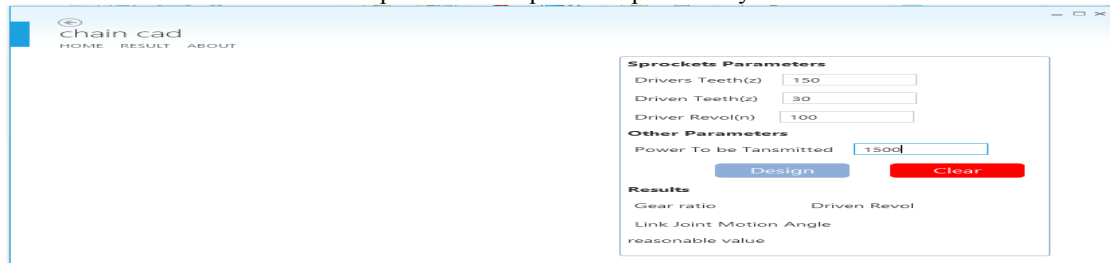 chain cad
HOME RESULT ABOUT
Sprockets Parameters
Drivers Teeth(z) 150
Driven Teeth(z) 30
Driver Revol(n) 100
Other Parameters
Power To be Tansmitted 1500
Design Clear
Results
Gear ratio Driven Revol
Link Joint Motion Angle
reasonable value